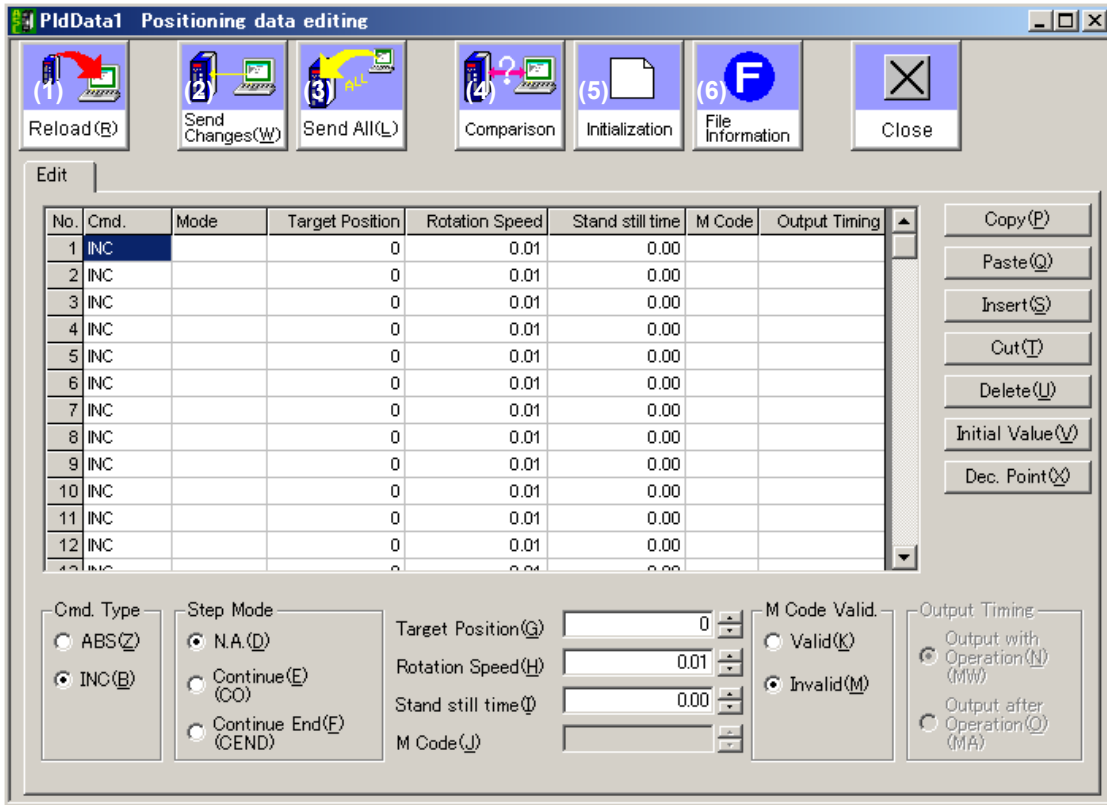 PldData1 Positioning data editing
(1) (2) (3) ALL (4) ? (5) (6) F
Reload(R) Send Changes(W) Send All(L) Comparison Initialization File Information Close
Edit
No. Cmd. Mode Target Position Rotation Speed Stand still time M Code Output Timing
1 INC 0 0.01 0.00
2 INC 0 0.01 0.00
3 INC 0 0.01 0.00
4 INC 0 0.01 0.00
5 INC 0 0.01 0.00
6 INC 0 0.01 0.00
7 INC 0 0.01 0.00
8 INC 0 0.01 0.00
9 INC 0 0.01 0.00
10 INC 0 0.01 0.00
11 INC 0 0.01 0.00
12 INC 0 0.01 0.00
Copy(P)
Paste(Q)
Insert(S)
Cut(T)
Delete(U)
Initial Value(V)
Dec. Point(X)
Cmd. Type
ABS(Z)
INC(B)
Step Mode
N.A.(D)
Continue(E)
(CO)
Continue End(F)
(CEND)
Target Position(G) 0
Rotation Speed(H) 0.01
Stand still time(I) 0.00
M Code(J)
M Code Valid.
Valid(K)
Invalid(M)
Output Timing
Output with
Operation(N)
(MW)
Output after
Operation(O)
(MA)